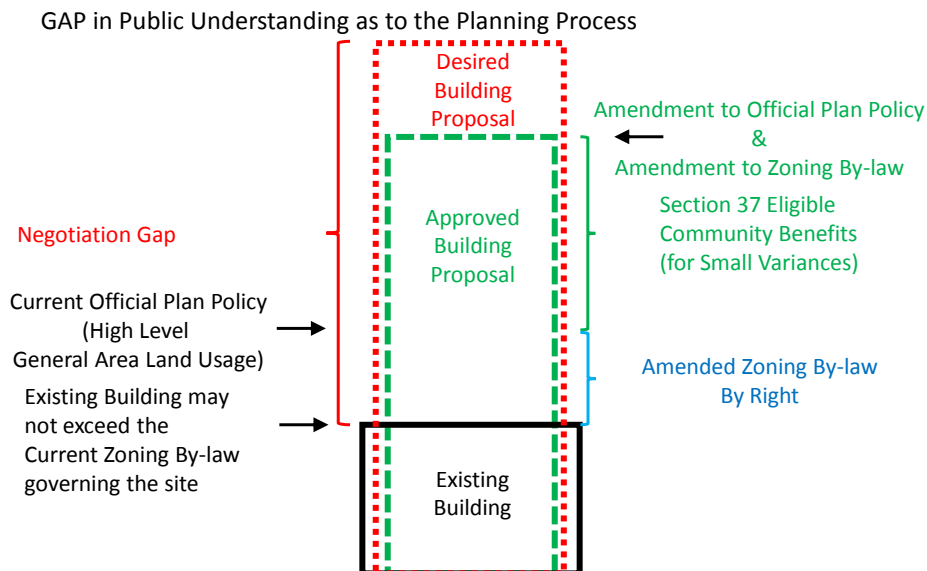 GAP in Public Understanding as to the Planning Process
Desired
Building
Proposal
Amendment to Official Plan Policy
&
Amendment to Zoning By-law
Section 37 Eligible
Community Benefits
(for Small Variances)
Approved
Building
Proposal
Negotiation Gap
Current Official Plan Policy
(High Level
General Area Land Usage)
Amended Zoning By-law
By Right
Existing Building may
not exceed the
Current Zoning By-law
governing the site
Existing
Building